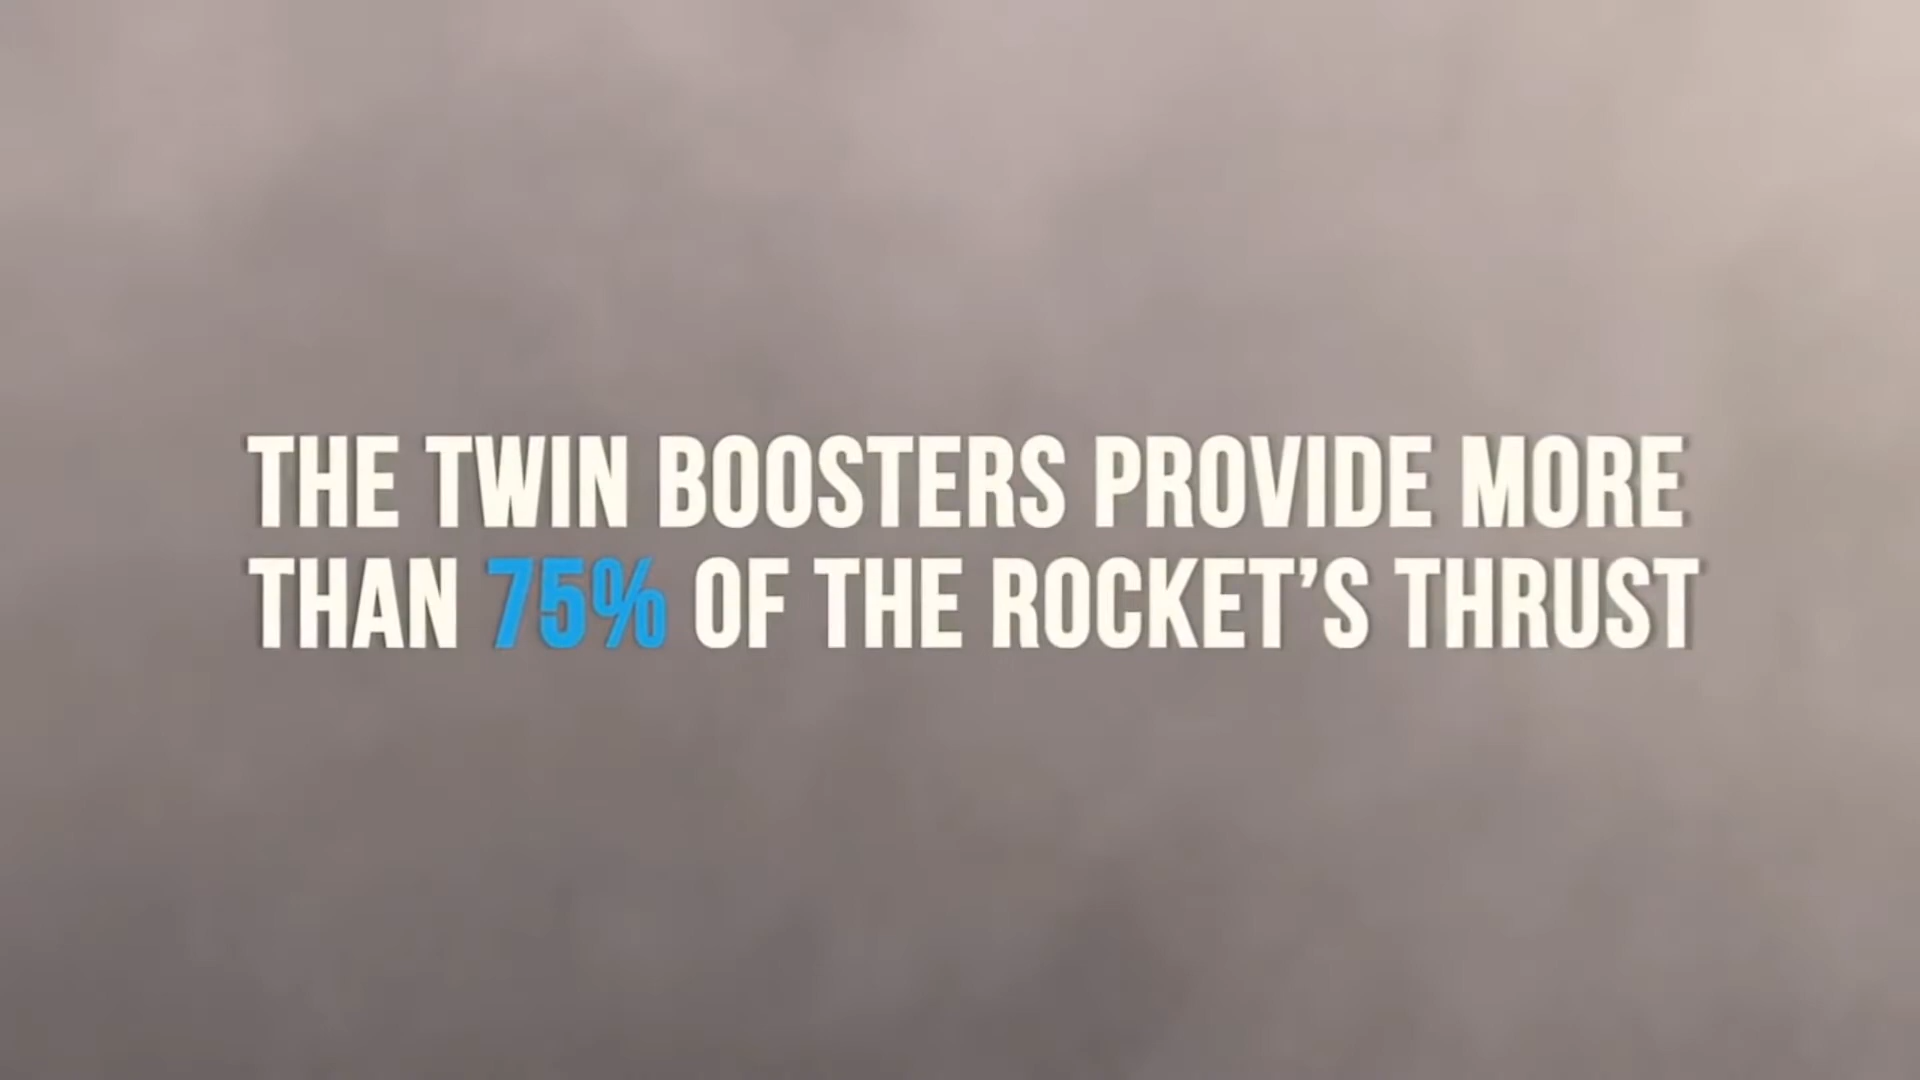 THE TWIN BOOSTERS PROVIDE MORE
THAN 75% OF THE ROCKET’S THRUST